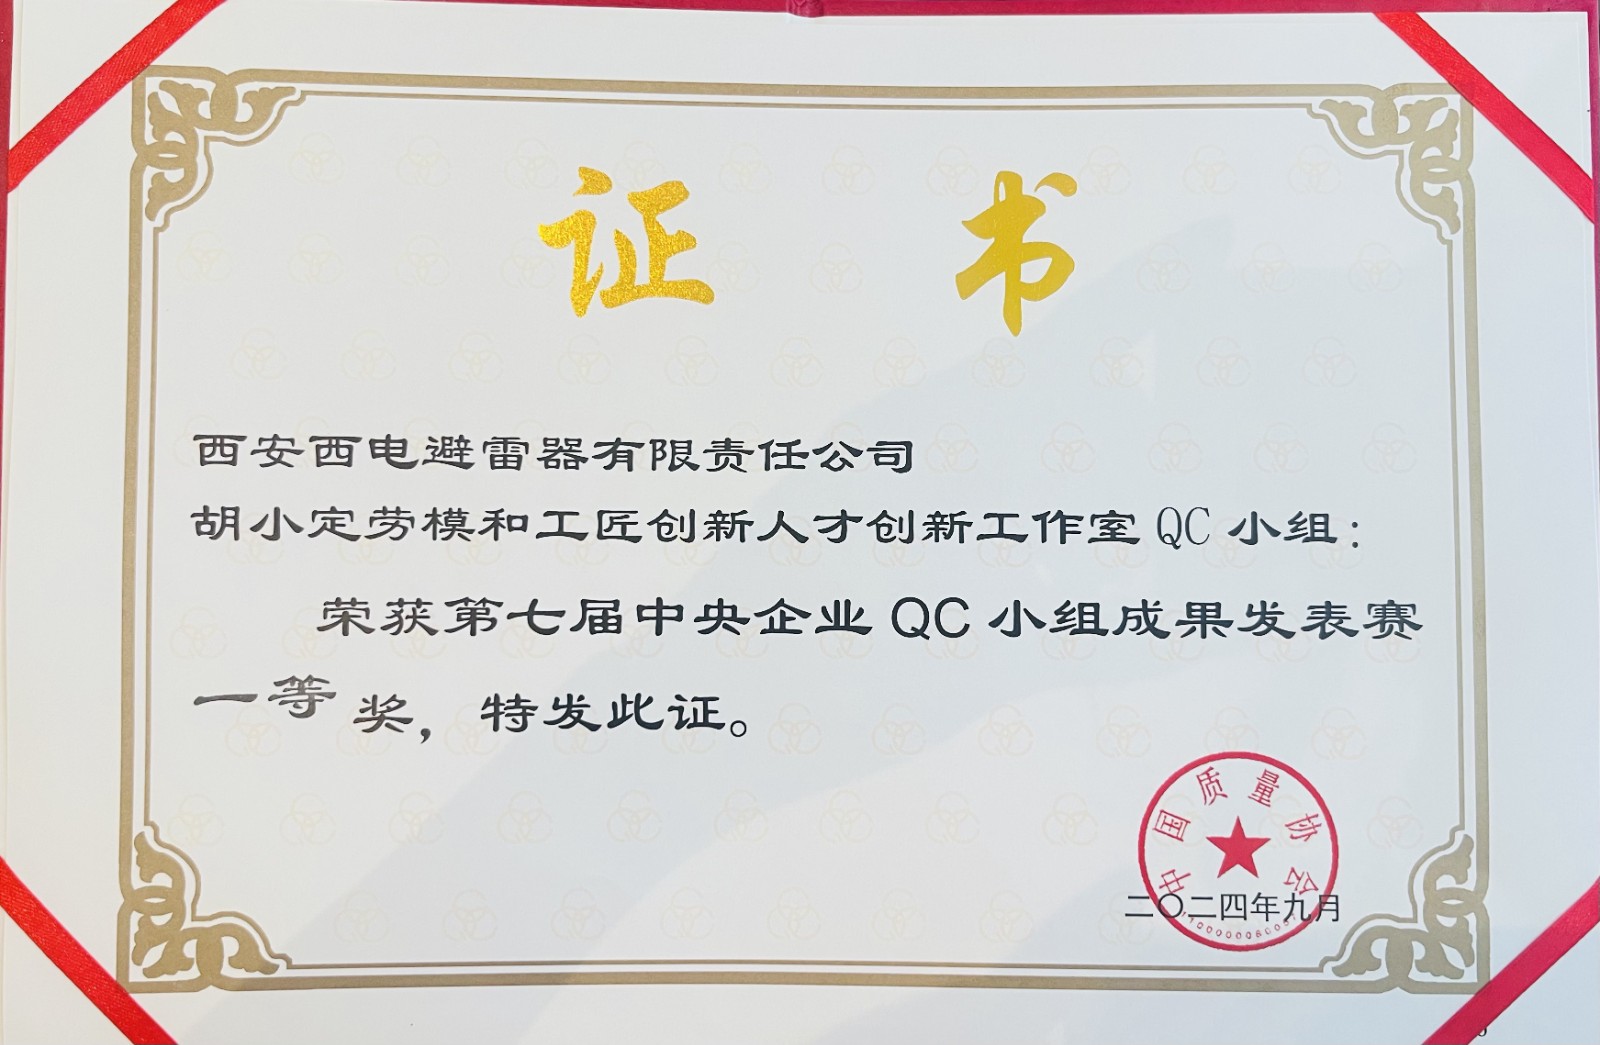 证书
西安西电避雷器有限责任公司
胡小定劳模和工匠创新人才创新工作室QC小组：
荣获第七届中央企业QC小组成果发表赛
一等奖，特发此证。
中国质量协会
二〇二四年九月